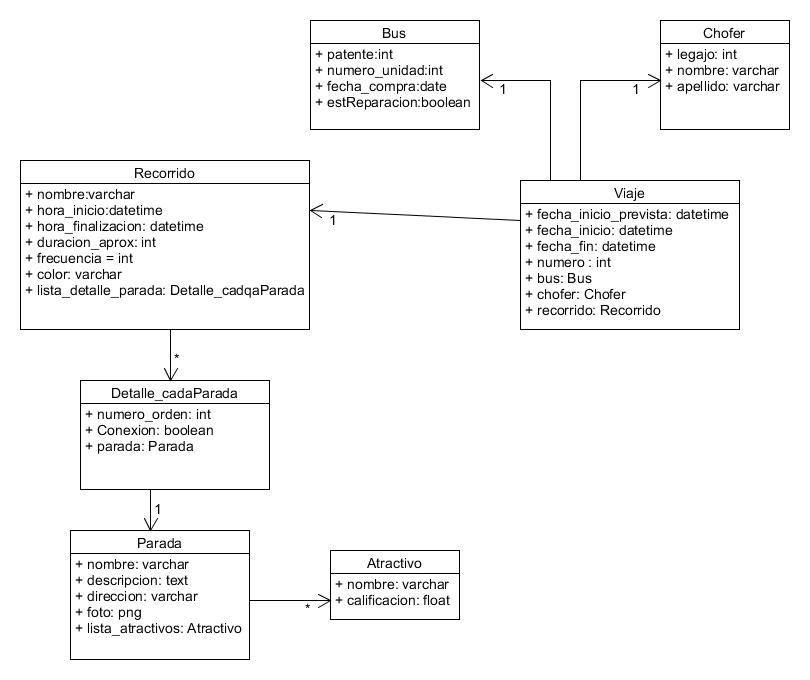 Bus
+ patente:int
+ numero_unidad:int
+ fecha_compra:date
+ estReparacion:boolean
1
Chofer
+ legajo: int
+ nombre: varchar
+ apellido: varchar
1
Recorrido
+ nombre:varchar
+ hora_inicio:datetime
+ hora_finalizacion: datetime
+ duracion_aprox: int
+ frecuencia = int
+ color: varchar
+ lista_detalle_parada: Detalle_cadqaParada
1
Viaje
+ fecha_inicio_prevista: datetime
+ fecha_inicio: datetime
+ fecha_fin: datetime
+ numero : int
+ bus: Bus
+ chofer: Chofer
+ recorrido: Recorrido
*
Detalle_cadaParada
+ numero_orden: int
+ Conexion: boolean
+ parada: Parada
1
Parada
+ nombre: varchar
+ descripcion: text
+ direccion: varchar
+ foto: png
+ lista_atractivos: Atractivo
*
Atractivo
+ nombre: varchar
+ calificacion: float